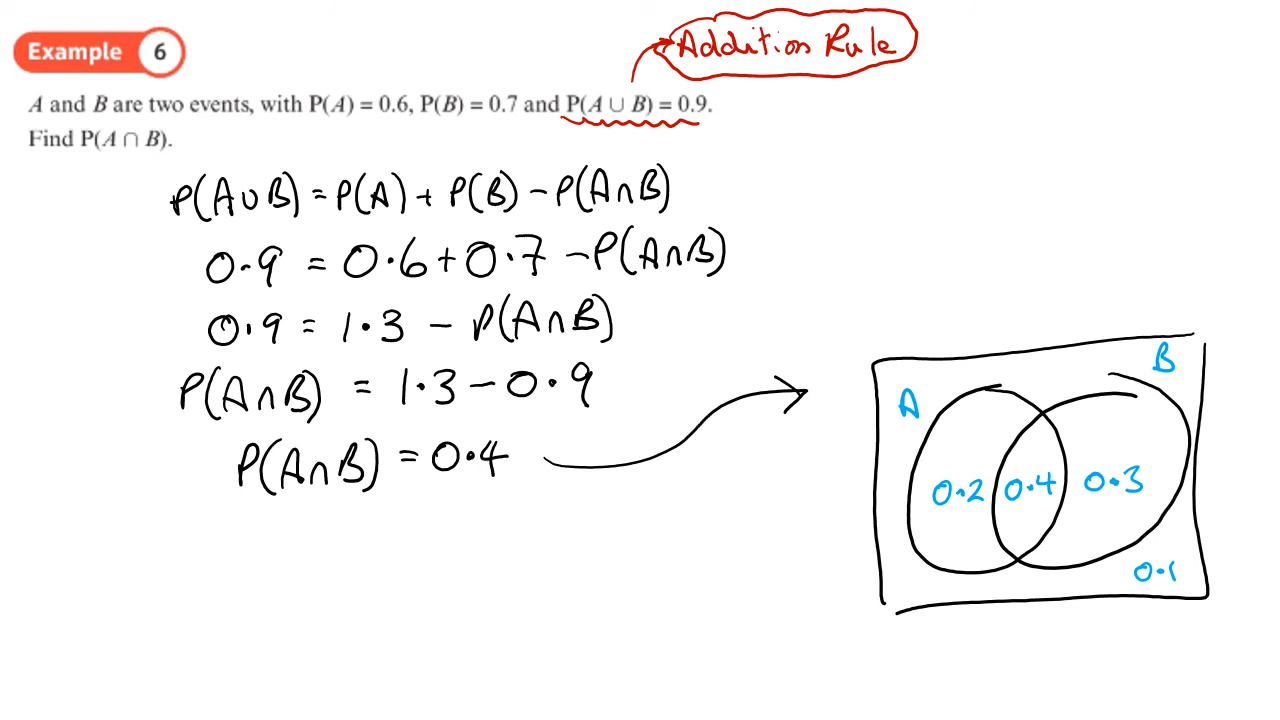 Addition Rule
Example 6
A and B are two events, with P(A) = 0.6, P(B) = 0.7 and P(A ∪ B) = 0.9.
Find P(A ∩ B).
P(A∪B) = P(A) + P(B) - P(A∩B)
0.9 = 0.6 + 0.7 - P(A∩B)
0.9 = 1.3 - P(A∩B)
P(A∩B) = 1.3 - 0.9
P(A∩B) = 0.4
B
A
0.2 0.4 0.3
0.1